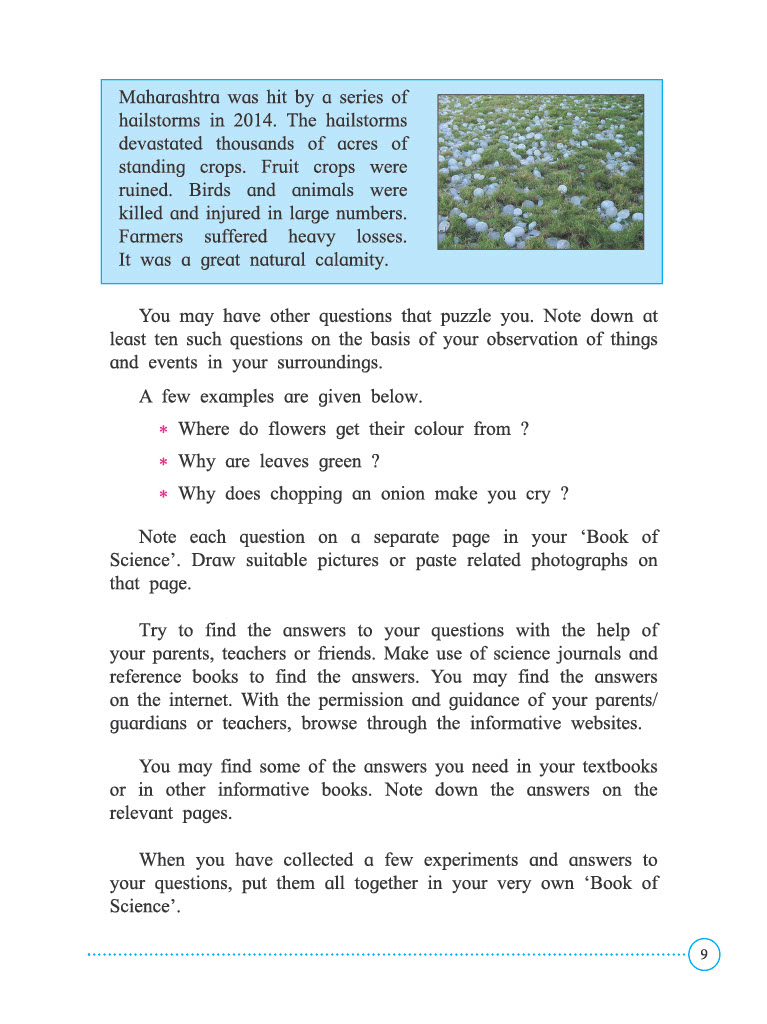 Maharashtra was hit by a series of
hailstorms in 2014. The hailstorms
devastated thousands of acres of
standing crops. Fruit crops were
ruined. Birds and animals were
killed and injured in large numbers.
Farmers suffered heavy losses.
It was a great natural calamity.
You may have other questions that puzzle you. Note down at
least ten such questions on the basis of your observation of things
and events in your surroundings.
A few examples are given below.
* Where do flowers get their colour from ?
* Why are leaves green ?
* Why does chopping an onion make you cry ?
Note each question on a separate page in your ‘Book of
Science’. Draw suitable pictures or paste related photographs on
that page.
Try to find the answers to your questions with the help of
your parents, teachers or friends. Make use of science journals and
reference books to find the answers. You may find the answers
on the internet. With the permission and guidance of your parents/
guardians or teachers, browse through the informative websites.
You may find some of the answers you need in your textbooks
or in other informative books. Note down the answers on the
relevant pages.
When you have collected a few experiments and answers to
your questions, put them all together in your very own ‘Book of
Science’.
9